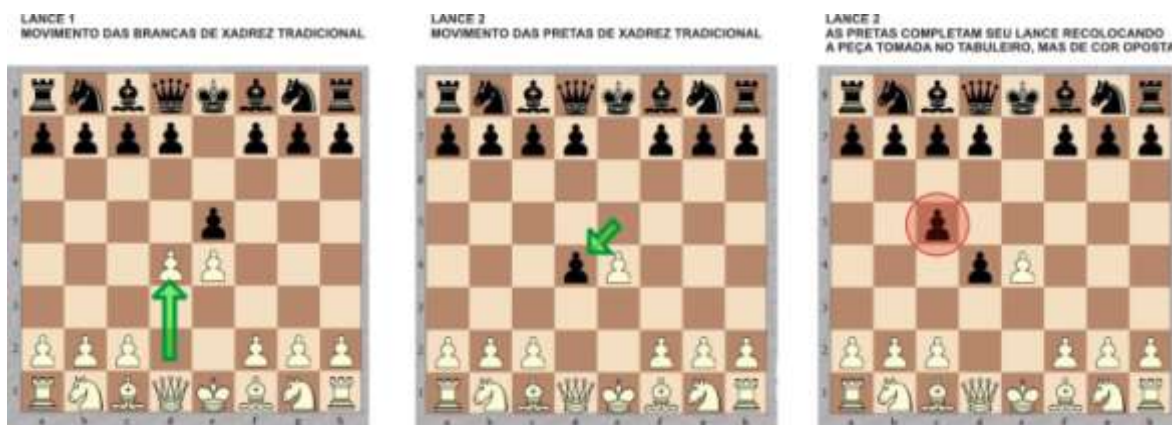 LANCE 1
MOVIMENTO DAS BRANCAS DE XADREZ TRADICIONAL
LANCE 2
MOVIMENTO DAS PRETAS DE XADREZ TRADICIONAL
LANCE 2
AS PRETAS COMPLETAM SEU LANCE RECOLOCANDO
A PEÇA TOMADA NO TABULEIRO, MAS DE COR OPOSTA